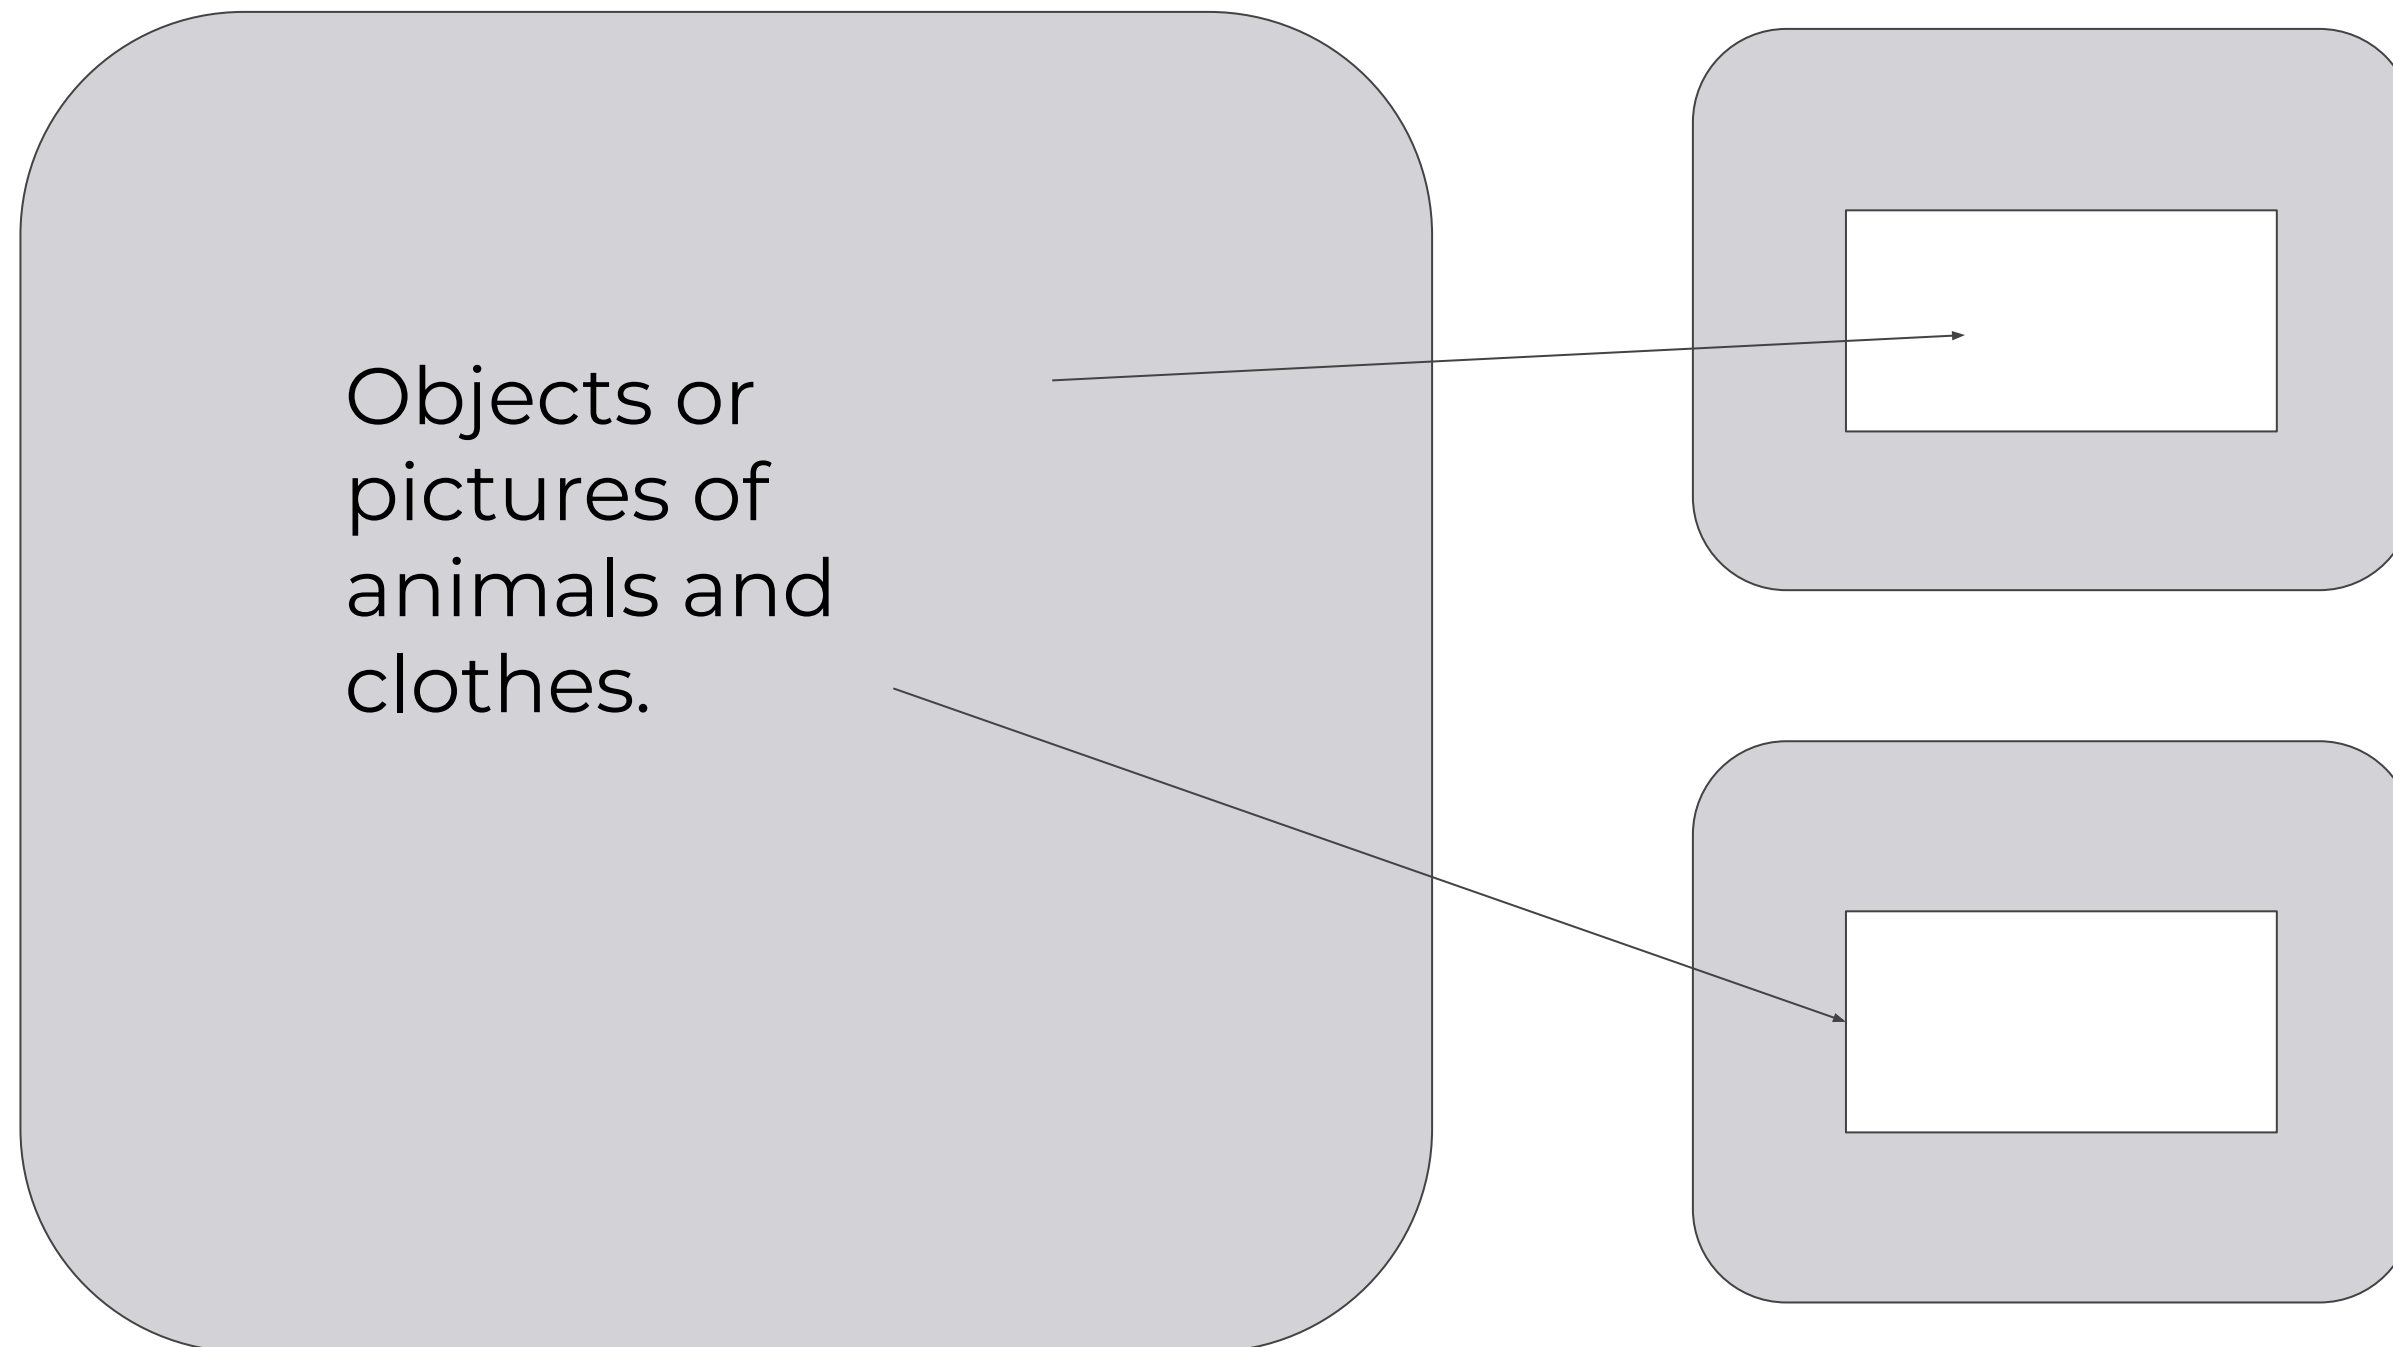 Objects or
pictures of
animals and
clothes.